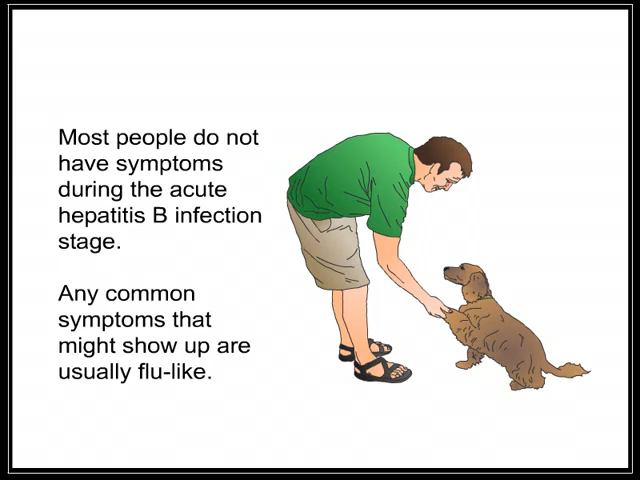 Most people do not
have symptoms
during the acute
hepatitis B infection
stage.
Any common
symptoms that
might show up are
usually flu-like.